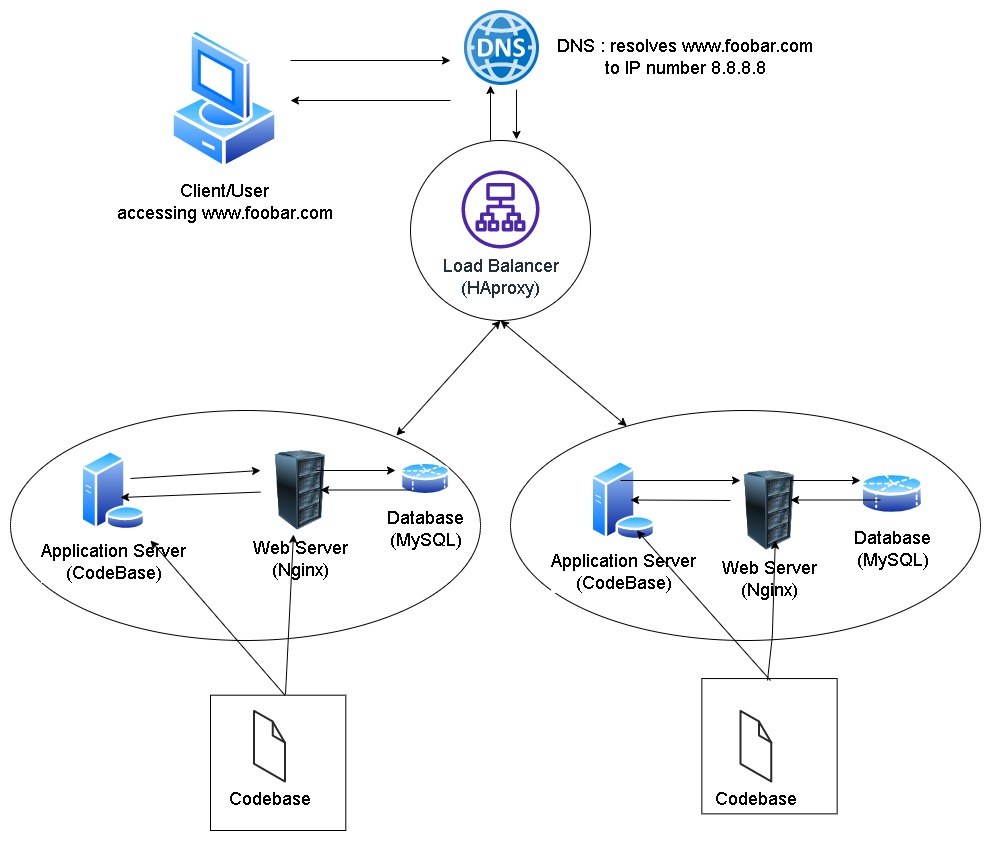 DNS
DNS : resolves www.foobar.com
to IP number 8.8.8.8
Client/User
accessing www.foobar.com
Load Balancer
(HAproxy)
Application Server
(CodeBase)
Web Server
(Nginx)
Database
(MySQL)
Application Server
(CodeBase)
Web Server
(Nginx)
Database
(MySQL)
Codebase
Codebase